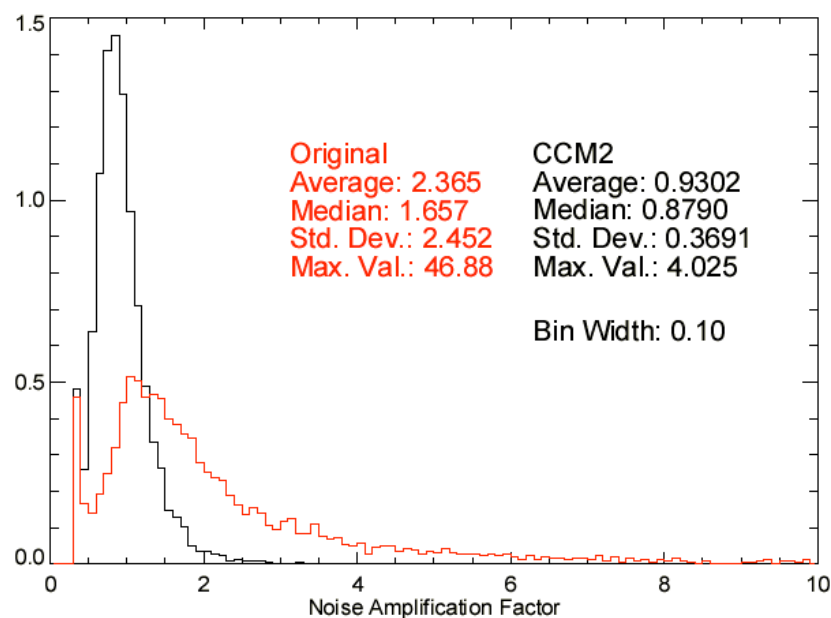 1.5
1.0
0.5
0.0
Original
Average: 2.365
Median: 1.657
Std. Dev.: 2.452
Max. Val.: 46.88
CCM2
Average: 0.9302
Median: 0.8790
Std. Dev.: 0.3691
Max. Val.: 4.025
Bin Width: 0.10
0 2 4 6 8 10
Noise Amplification Factor